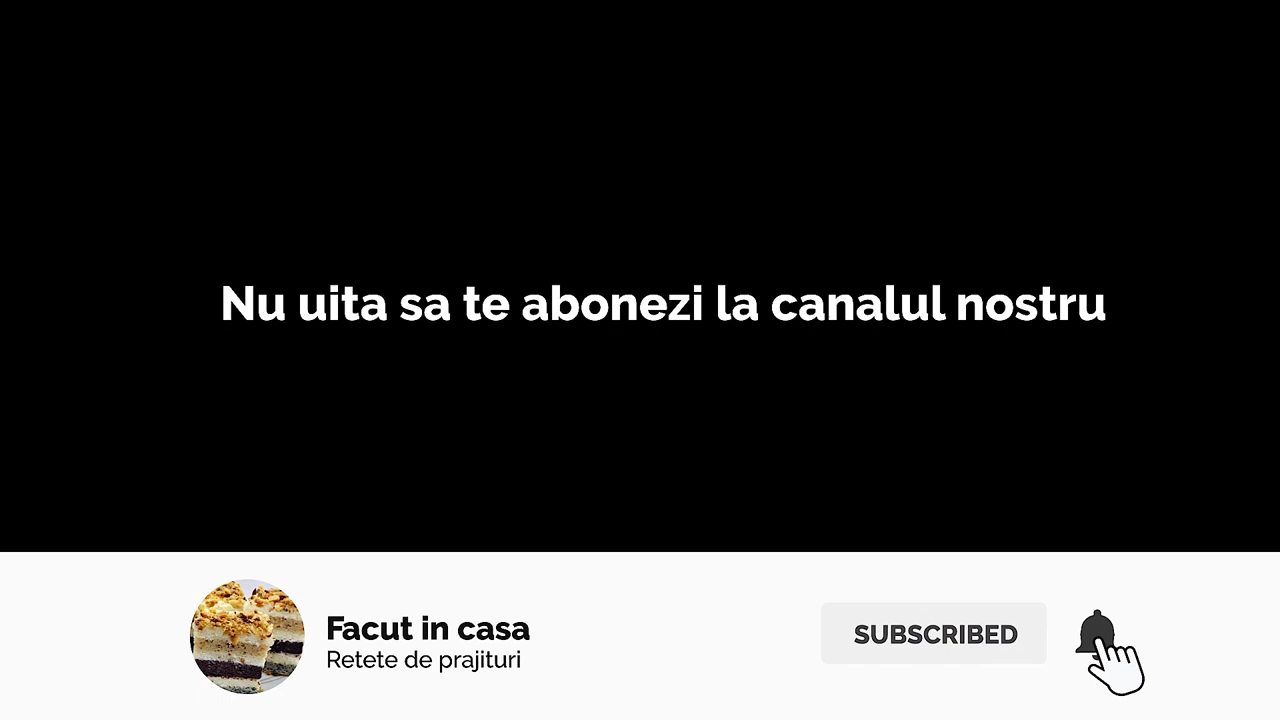 Nu uita sa te abonezi la canalul nostru
Facut in casa
Retete de prajituri
SUBSCRIBED